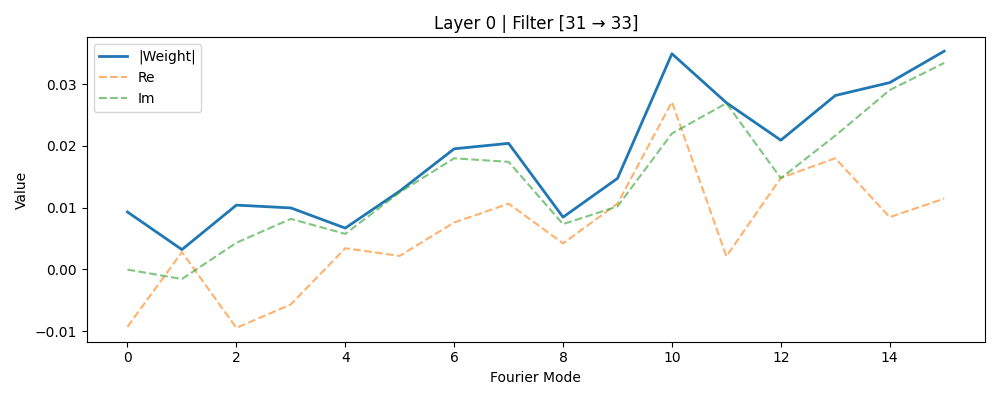 Layer 0 | Filter [31 → 33]
|Weight|
Re
Im
Value
0.03
0.02
0.01
0.00
−0.01
0 2 4 6 8 10 12 14
Fourier Mode